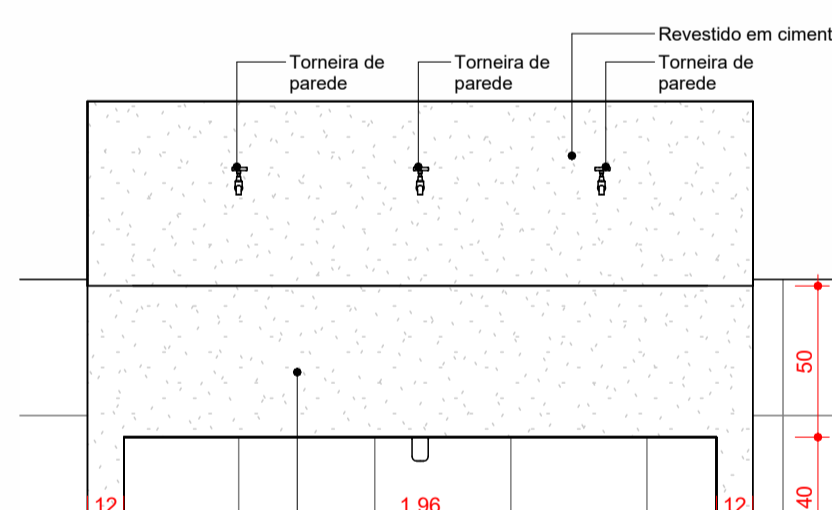 Revestido em ciment
Torneira de
parede
Torneira de
parede
Torneira de
parede
50
40
12
1.96
12